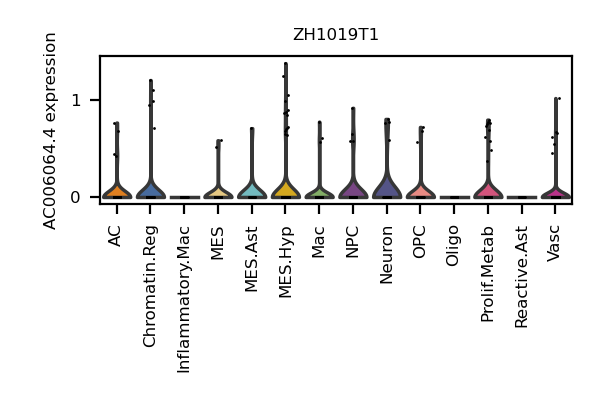 ZH1019T1
AC006064.4 expression
1
0
AC
Chromatin.Reg
Inflammatory.Mac
MES
MES.Ast
MES.Hyp
Mac
NPC
Neuron
OPC
Oligo
Prolif.Metab
Reactive.Ast
Vasc